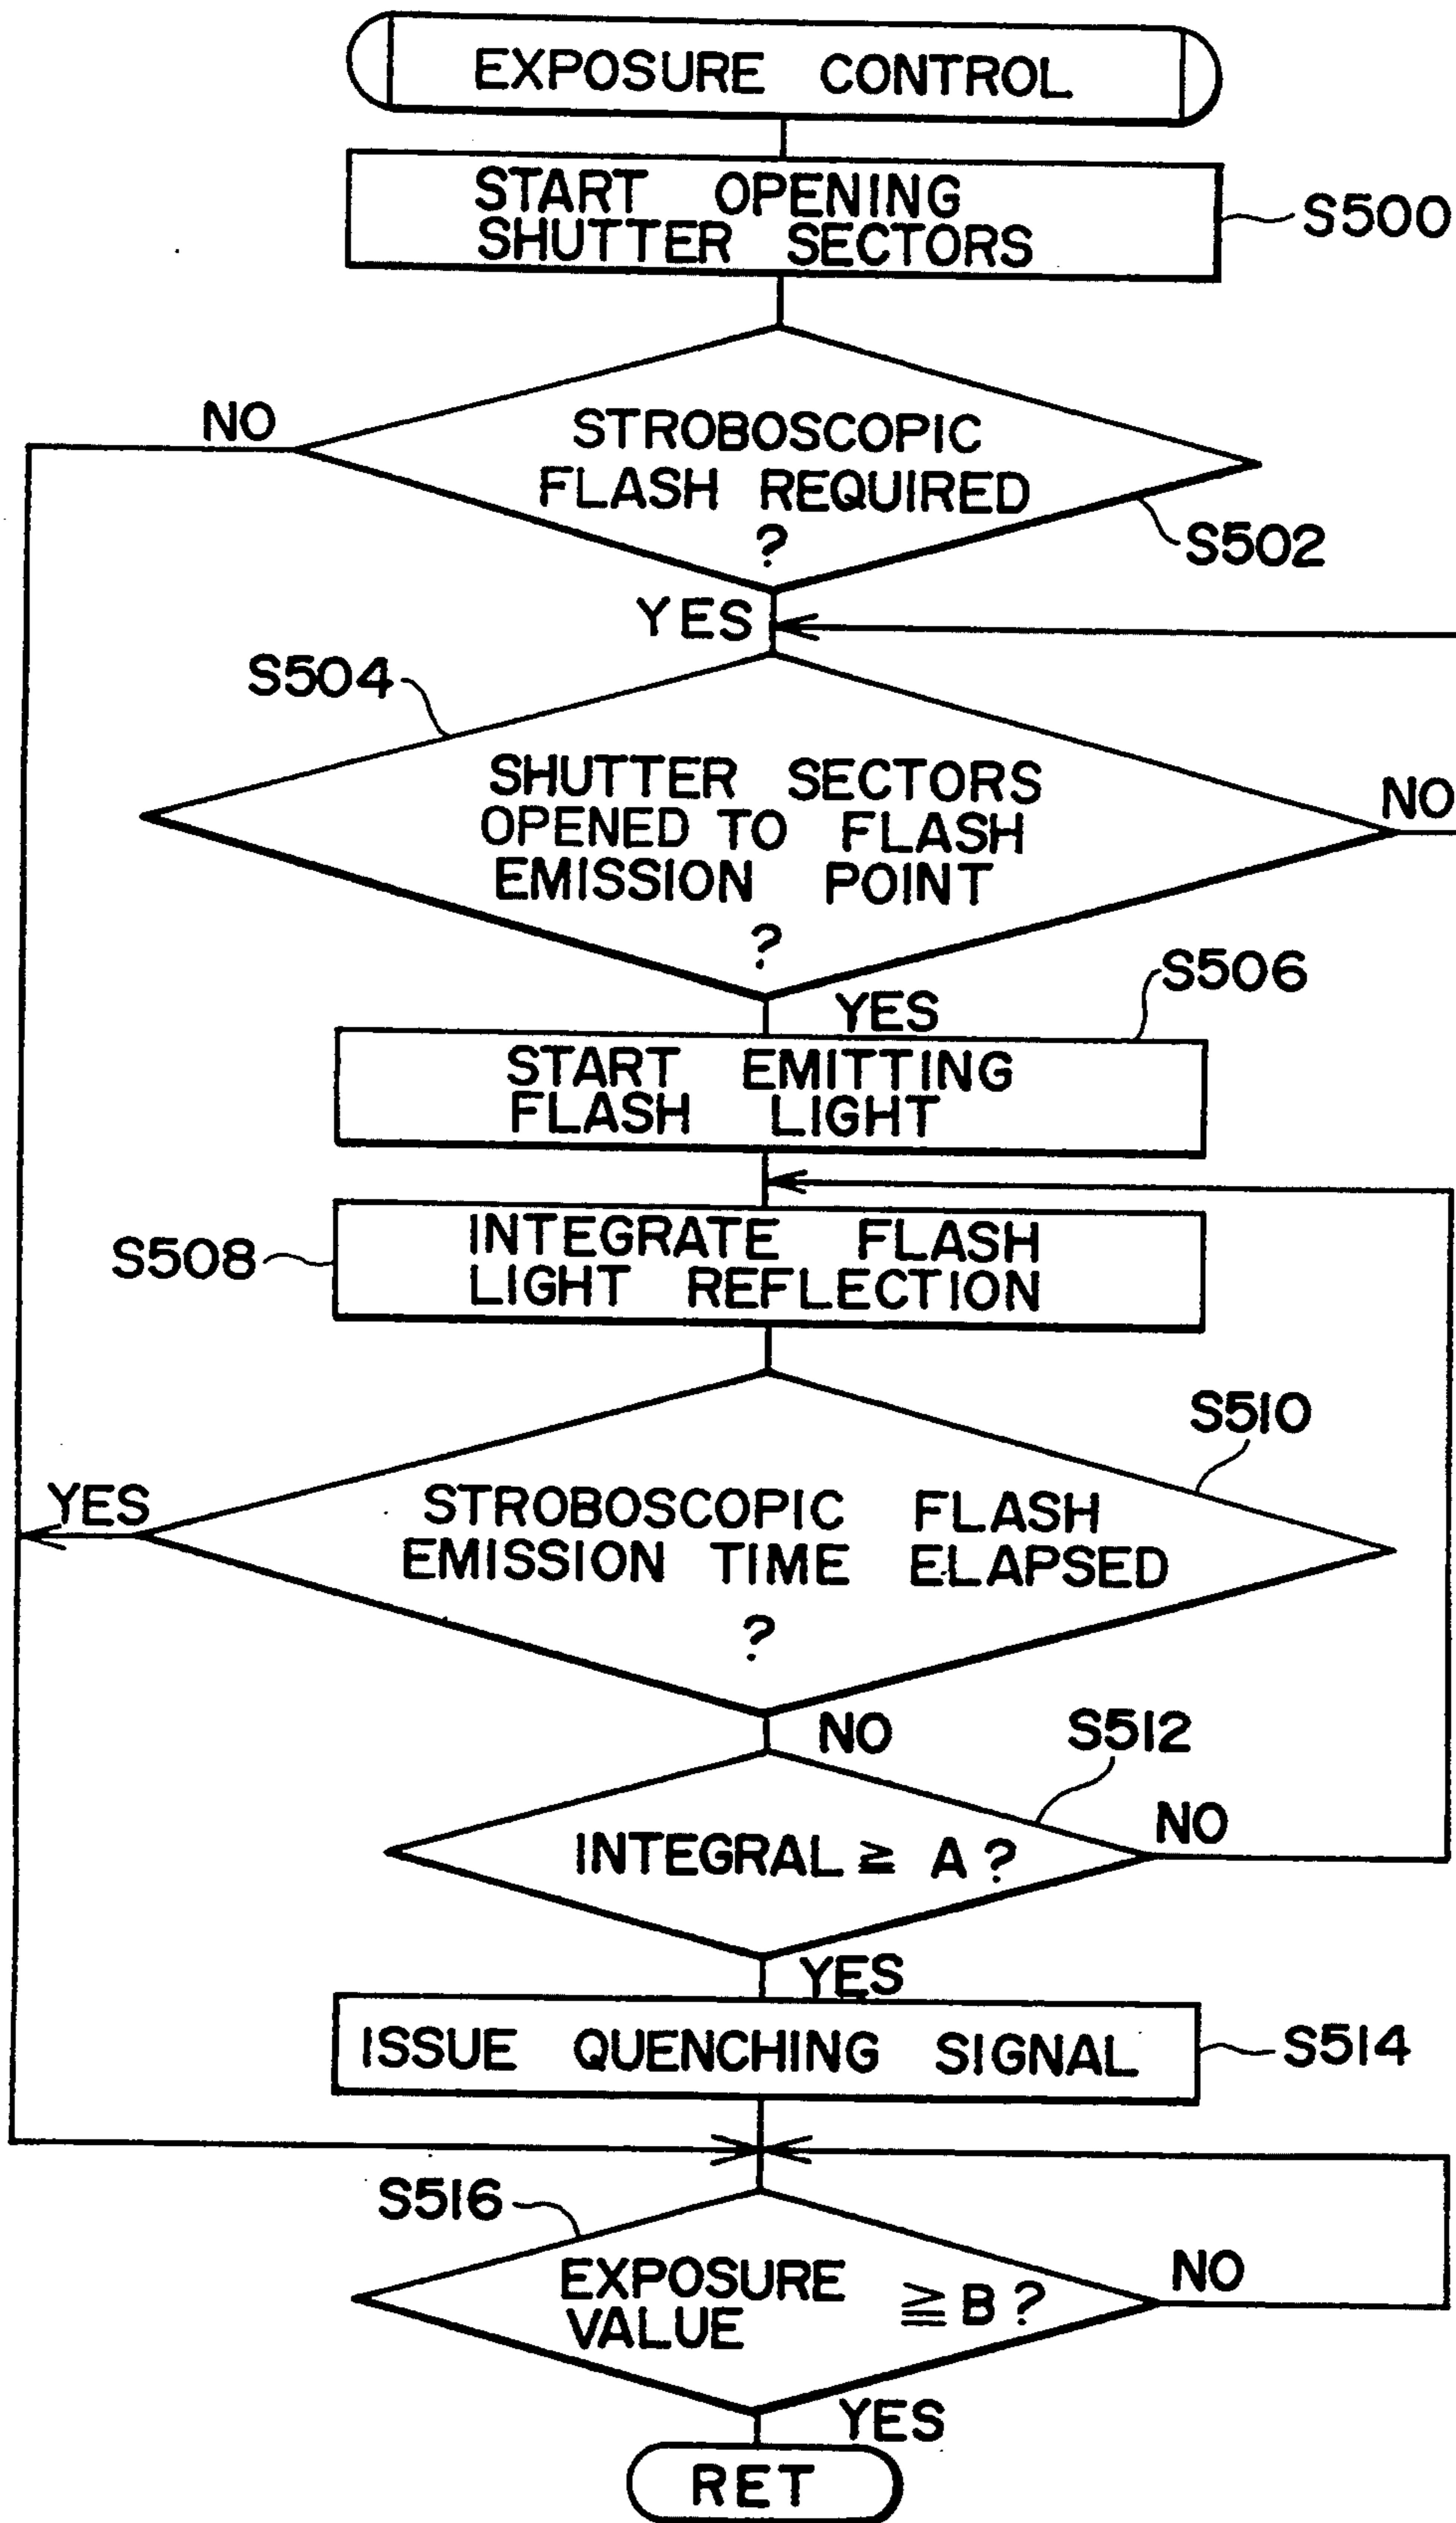 EXPOSURE CONTROL
START OPENING
SHUTTER SECTORS
S500
NO
STROBOSCOPIC
FLASH REQUIRED
?
S502
YES
S504
SHUTTER SECTORS
OPENED TO FLASH
EMISSION POINT
?
NO
YES
S506
START EMITTING
FLASH LIGHT
S508
INTEGRATE FLASH
LIGHT REFLECTION
S510
YES
STROBOSCOPIC FLASH
EMISSION TIME ELAPSED
?
NO
S512
INTEGRAL ≧ A ?
NO
YES
ISSUE QUENCHING SIGNAL
S514
S516
EXPOSURE
VALUE ≧ B ?
NO
YES
RET